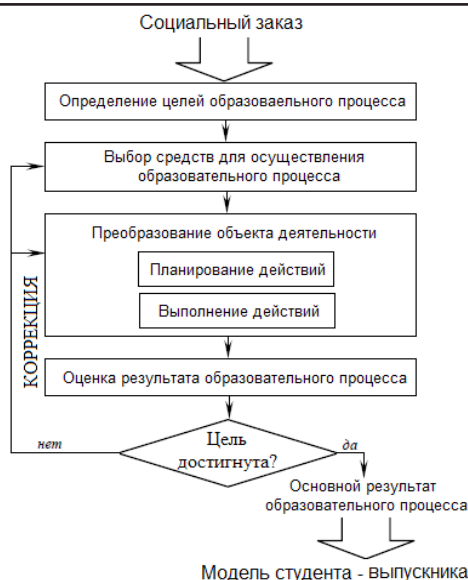 Социальный заказ
Определение целей образоваельного процесса
Выбор средств для осуществления
образовательного процесса
Преобразование объекта деятельности
Планирование действий
Выполнение действий
КОРРЕКЦИЯ
Оценка результата образовательного процесса
Цель
достигнута?
нет
да
Основной результат
образовательного процесса
Модель студента - выпускника